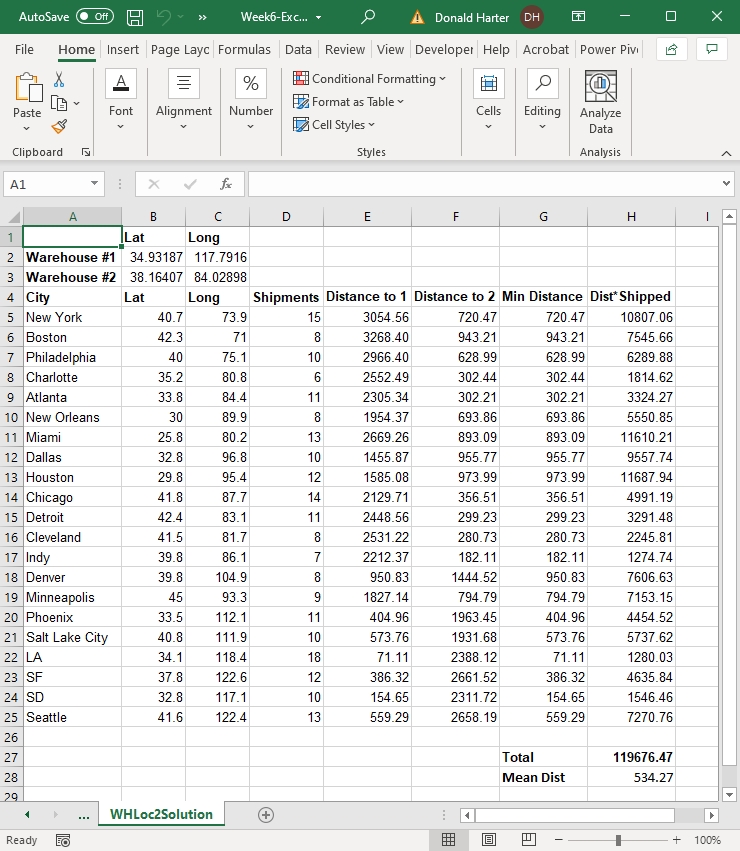 AutoSave Off Week6-Exc... Donald Harter DH
File Home Insert Page Layc Formulas Data Review View Developer Help Acrobat Power Piv
Paste Font Alignment Number Conditional Formatting Format as Table Cell Styles Cells Editing Analyze Data
Clipboard Styles Analysis
A1 fx
A B C D E F G H I
1 Lat Long
2 Warehouse #1 34.93187 117.7916
3 Warehouse #2 38.16407 84.02898
4 City Lat Long Shipments Distance to 1 Distance to 2 Min Distance Dist*Shipped
5 New York 40.7 73.9 15 3054.56 720.47 720.47 10807.06
6 Boston 42.3 71 8 3268.40 943.21 943.21 7545.66
7 Philadelphia 40 75.1 10 2966.40 628.99 628.99 6289.88
8 Charlotte 35.2 80.8 6 2552.49 302.44 302.44 1814.62
9 Atlanta 33.8 84.4 11 2305.34 302.21 302.21 3324.27
10 New Orleans 30 89.9 8 1954.37 693.86 693.86 5550.85
11 Miami 25.8 80.2 13 2669.26 893.09 893.09 11610.21
12 Dallas 32.8 96.8 10 1455.87 955.77 955.77 9557.74
13 Houston 29.8 95.4 12 1585.08 973.99 973.99 11687.94
14 Chicago 41.8 87.7 14 2129.71 356.51 356.51 4991.19
15 Detroit 42.4 83.1 11 2448.56 299.23 299.23 3291.48
16 Cleveland 41.5 81.7 8 2531.22 280.73 280.73 2245.81
17 Indy 39.8 86.1 7 2212.37 182.11 182.11 1274.74
18 Denver 39.8 104.9 8 950.83 1444.52 950.83 7606.63
19 Minneapolis 45 93.3 9 1827.14 794.79 794.79 7153.15
20 Phoenix 33.5 112.1 11 404.96 1963.45 404.96 4454.52
21 Salt Lake City 40.8 111.9 10 573.76 1931.68 573.76 5737.62
22 LA 34.1 118.4 18 71.11 2388.12 71.11 1280.03
23 SF 37.8 122.6 12 386.32 2661.52 386.32 4635.84
24 SD 32.8 117.1 10 154.65 2311.72 154.65 1546.46
25 Seattle 41.6 122.4 13 559.29 2658.19 559.29 7270.76
26
27 Total 119676.47
28 Mean Dist 534.27
29
... WHLoc2Solution
Ready 100%